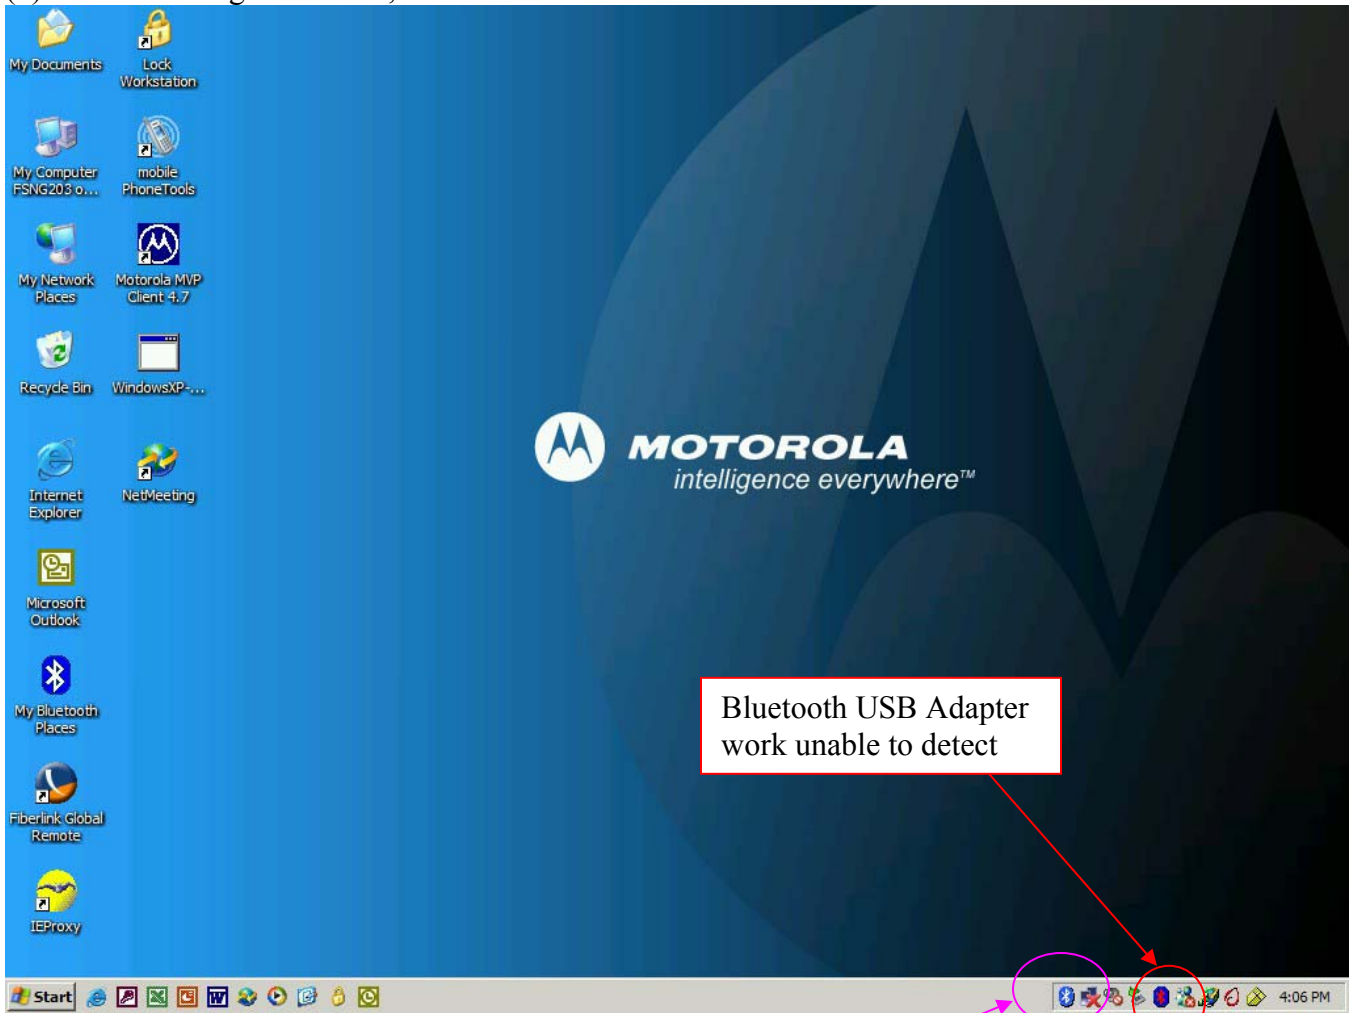 My Documents
Lock
Workstation
My Computer
FSNG203 o...
mobile
PhoneTools
My Network
Places
Motorola MVP
Client 4.7
Recycle Bin
WindowsXP-...
Internet
Explorer
NetMeeting
Microsoft
Outlook
My Bluetooth
Places
Fiberlink Global
Remote
IEProxy
MOTOROLA
intelligence everywhere™
Bluetooth USB Adapter
work unable to detect
Start
4:06 PM